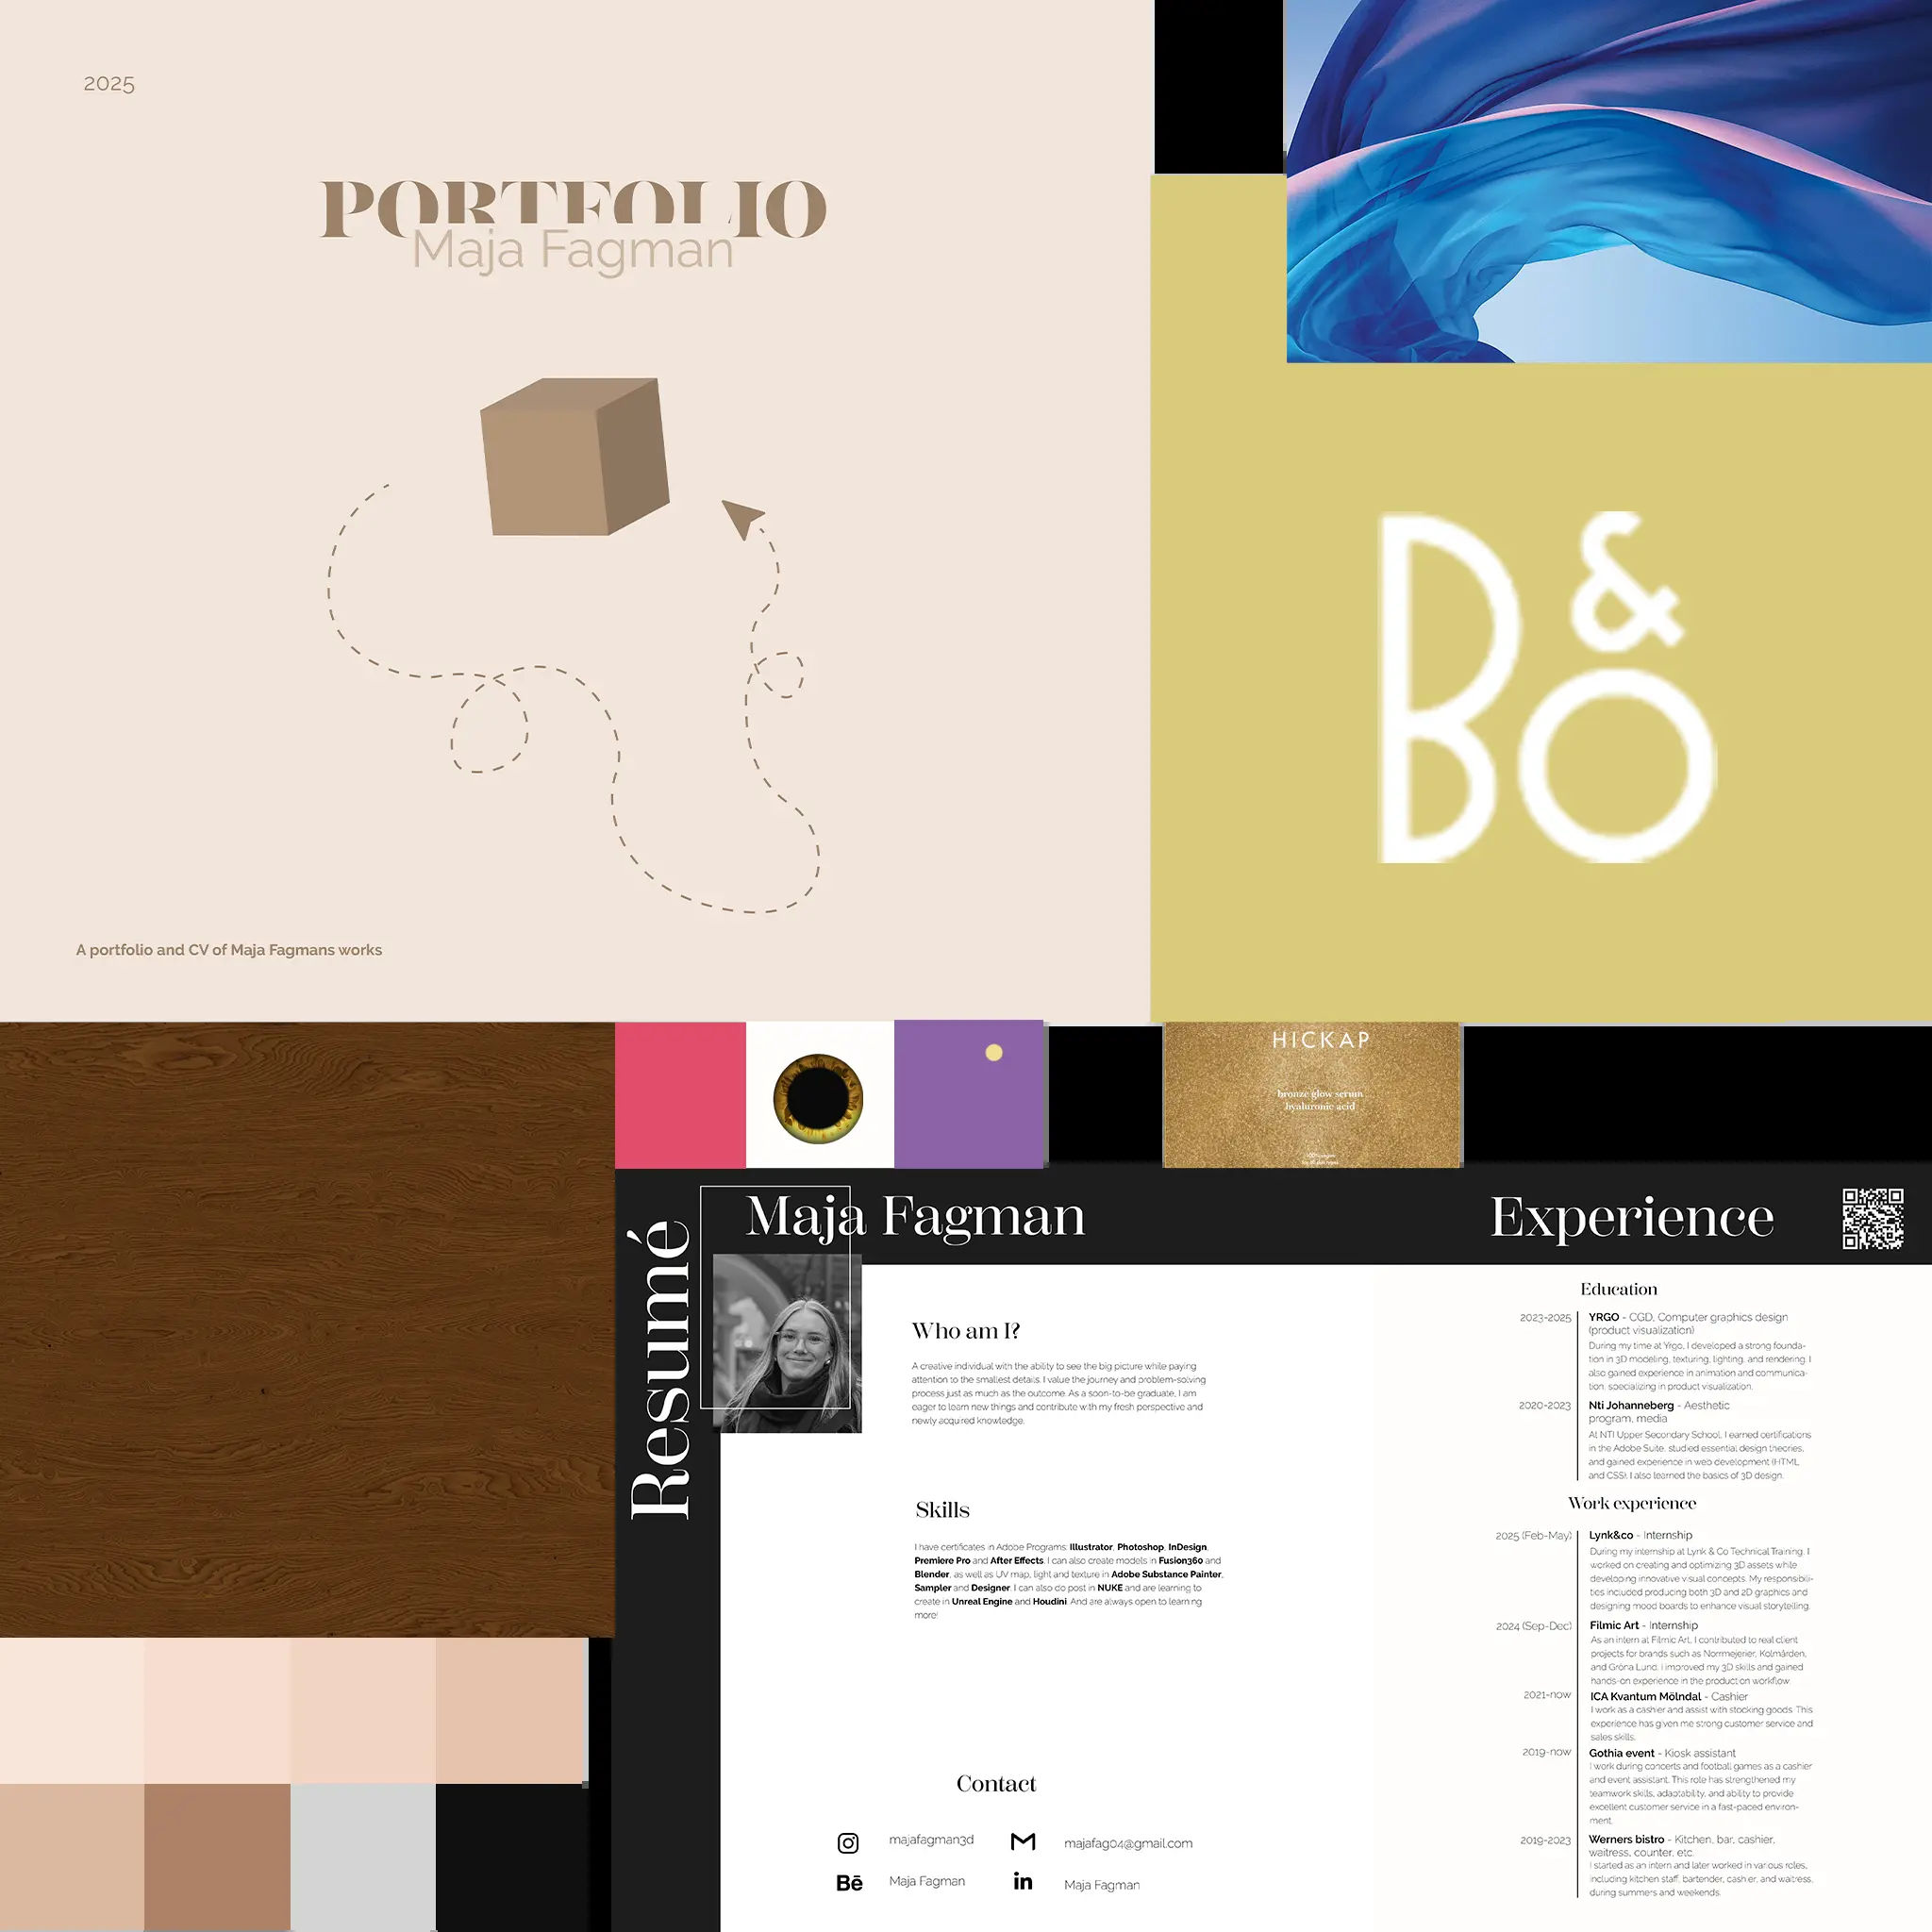 2025
PORTFOLIO
Maja Fagman
A portfolio and CV of Maja Fagmans works
B&O
HICKAP
bronze glow serum
hyaluronic acid
Resumé
Maja Fagman
Who am I?
A creative individual with the ability to see the big picture while paying
attention to the smallest details. I value the journey and problem-solving
process just as much as the outcome. As a soon-to-be graduate, I am
eager to learn new things and contribute with my fresh perspective and
newly acquired knowledge.
Skills
I have certificates in Adobe Programs: Illustrator, Photoshop, InDesign,
Premiere Pro and After Effects. I can also create models in Fusion360 and
Blender, as well as UV map, light and texture in Adobe Substance Painter,
Sampler and Designer. I can also do post in NUKE and are learning to
create in Unreal Engine and Houdini. And are always open to learning
more!
Contact
majafagman3d
majafag04@gmail.com
Bē
Maja Fagman
in
Maja Fagman
Experience
Education
2023-2025
YRGO - CGD, Computer graphics design
(product visualization)
During my time at Yrgo, I developed a strong founda-
tion in 3D modeling, texturing, lighting, and rendering. I
also gained experience in animation and communica-
tion, specializing in product visualization.
2020-2023
Nti Johanneberg - Aesthetic
program, media
At NTI Upper Secondary School, I earned certifications
in the Adobe Suite, studied essential design theories,
and gained experience in web development (HTML
and CSS). I also learned the basics of 3D design.
Work experience
2025 (Feb-May)
Lynk&co - Internship
During my internship at Lynk & Co Technical Training, I
worked on creating and optimizing 3D assets while
developing innovative visual concepts. My responsibili-
ties included producing both 3D and 2D graphics and
designing mood boards to enhance visual storytelling.
2024 (Sep-Dec)
Filmic Art - Internship
As an intern at Filmic Art, I contributed to real client
projects for brands such as Norrmejerier, Kolmården,
and Gröna Lund. I improved my 3D skills and gained
hands-on experience in the production workflow.
2021-now
ICA Kvantum Mölndal - Cashier
I work as a cashier and assist with stocking goods. This
experience has given me strong customer service and
sales skills.
2019-now
Gothia event - Kiosk assistant
I work during concerts and football games as a cashier
and event assistant. This role has strengthened my
teamwork skills, adaptability, and ability to provide
excellent customer service in a fast-paced environ-
ment.
2019-2023
Werners bistro - Kitchen, bar, cashier,
waitress, counter, etc.
I started as an intern and later worked in various roles,
including kitchen staff, bartender, cashier, and waitress,
during summers and weekends.